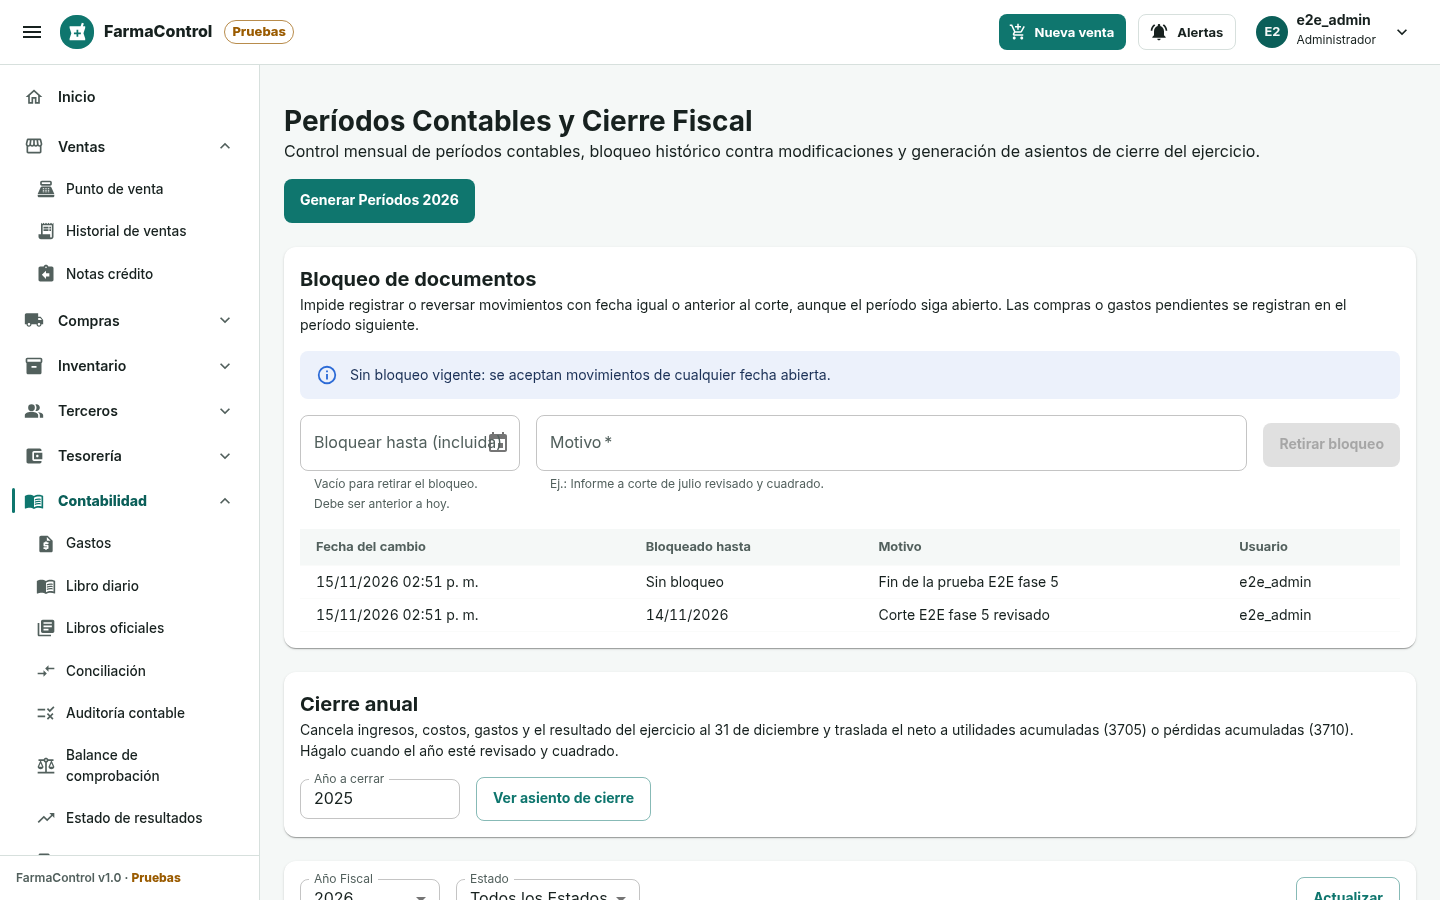 FarmaControl
Pruebas
Nueva venta
Alertas
E2
e2e_admin
Administrador
Inicio
Ventas
Punto de venta
Historial de ventas
Notas crédito
Compras
Inventario
Terceros
Tesorería
Contabilidad
Gastos
Libro diario
Libros oficiales
Conciliación
Auditoría contable
Balance de
comprobación
Estado de resultados
FarmaControl v1.0 · Pruebas
Períodos Contables y Cierre Fiscal
Control mensual de períodos contables, bloqueo histórico contra modificaciones y generación de asientos de cierre del ejercicio.
Generar Períodos 2026
Bloqueo de documentos
Impide registrar o reversar movimientos con fecha igual o anterior al corte, aunque el período siga abierto. Las compras o gastos pendientes se registran en el
período siguiente.
Sin bloqueo vigente: se aceptan movimientos de cualquier fecha abierta.
Bloquear hasta (incluida)
Motivo *
Retirar bloqueo
Vacío para retirar el bloqueo.
Debe ser anterior a hoy.
Ej.: Informe a corte de julio revisado y cuadrado.
Fecha del cambio Bloqueado hasta Motivo Usuario
15/11/2026 02:51 p. m. Sin bloqueo Fin de la prueba E2E fase 5 e2e_admin
15/11/2026 02:51 p. m. 14/11/2026 Corte E2E fase 5 revisado e2e_admin
Cierre anual
Cancela ingresos, costos, gastos y el resultado del ejercicio al 31 de diciembre y traslada el neto a utilidades acumuladas (3705) o pérdidas acumuladas (3710).
Hágalo cuando el año esté revisado y cuadrado.
Año a cerrar
2025
Ver asiento de cierre
Año Fiscal
2026
Estado
Todos los Estados
Actualizar